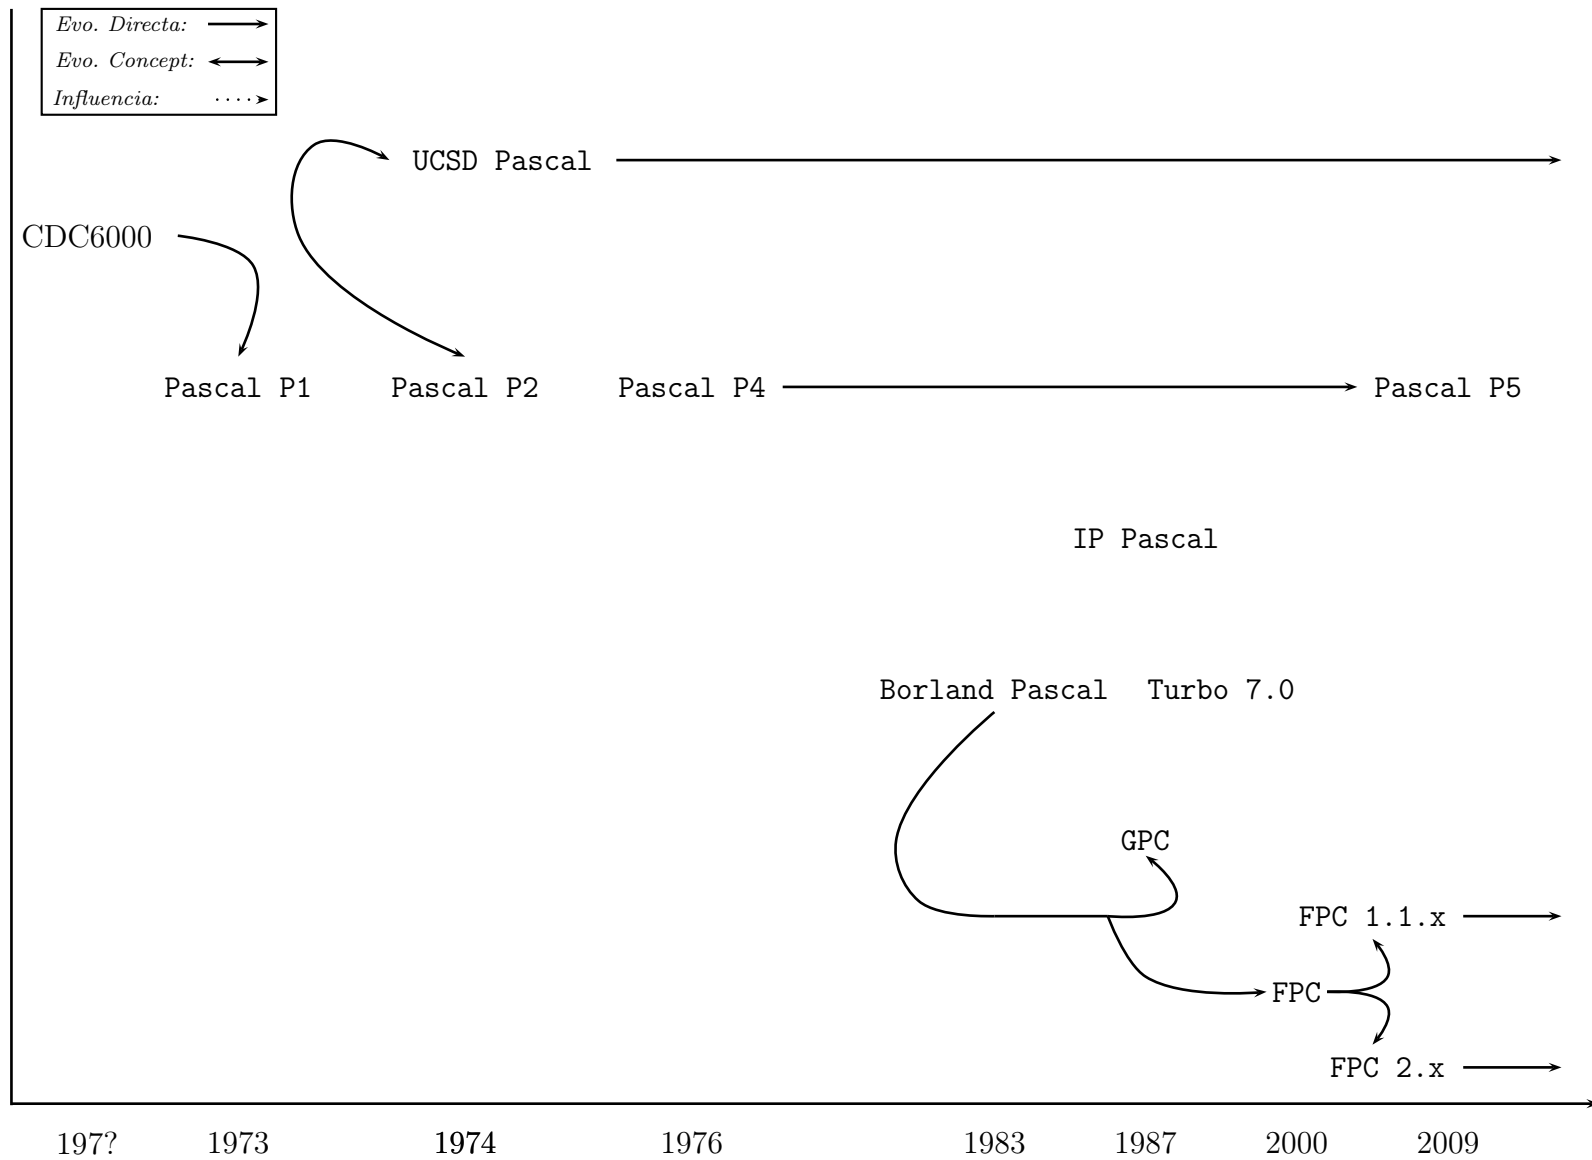 Evo. Directa:
Evo. Concept:
Influencia:
UCSD Pascal
CDC6000
Pascal P1 Pascal P2 Pascal P4 Pascal P5
IP Pascal
Borland Pascal Turbo 7.0
GPC
FPC 1.1.x
FPC
FPC 2.x
197? 1973 1974 1976 1983 1987 2000 2009